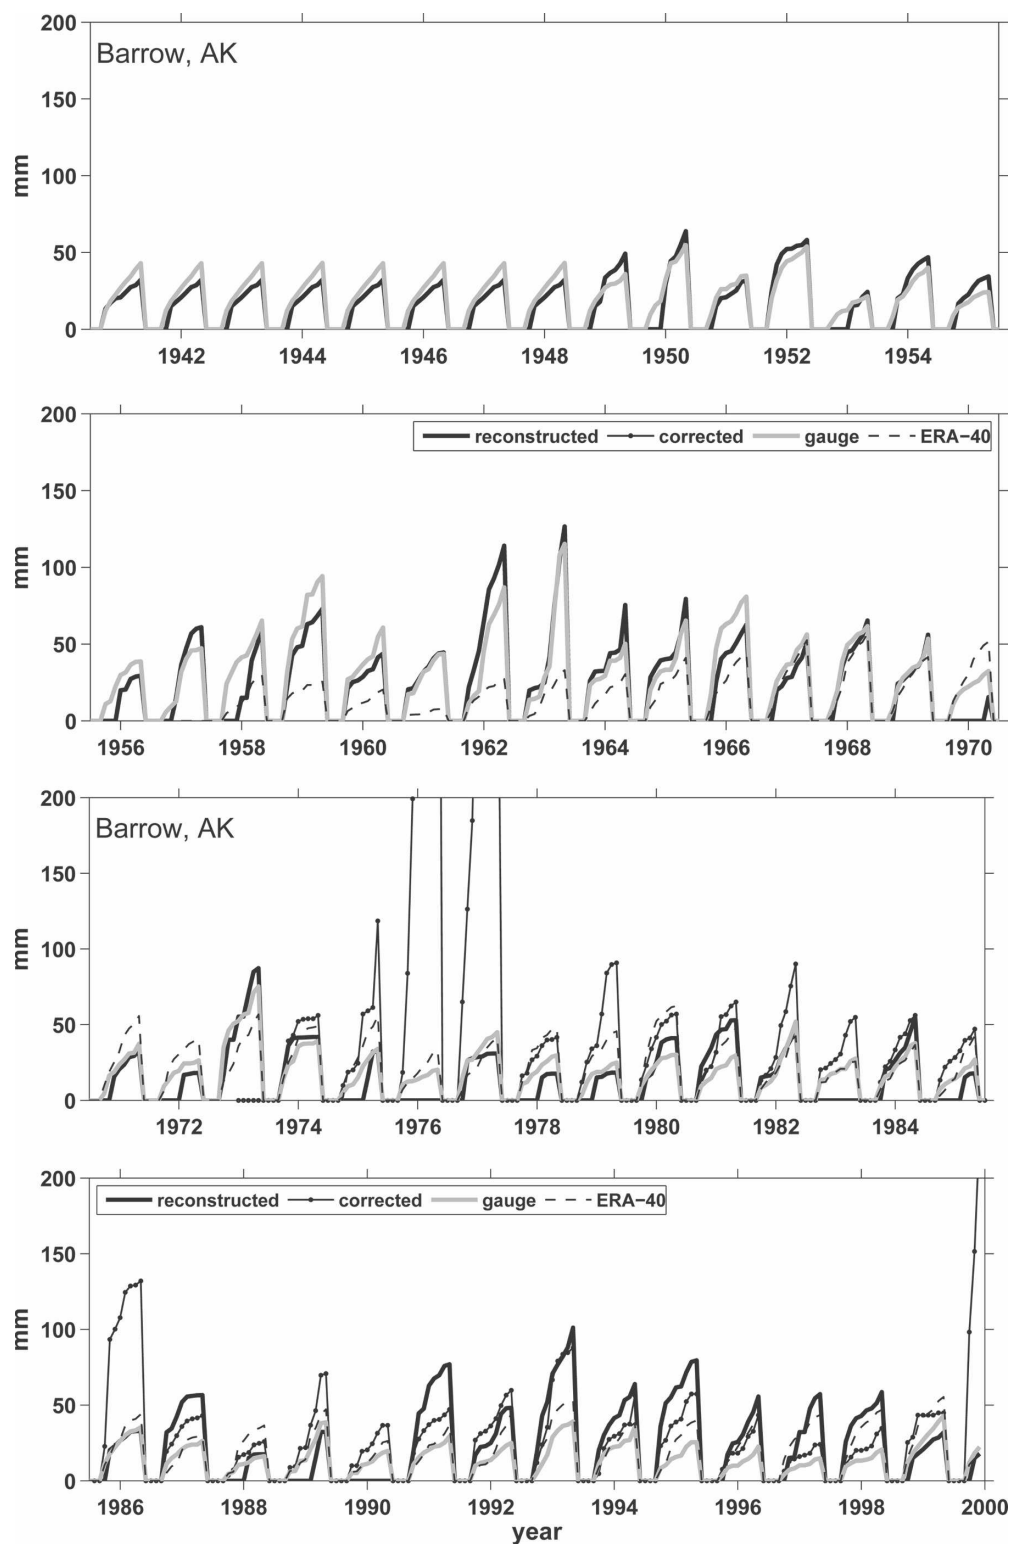 200
Barrow, AK
150
mm
100
50
0
1942 1944 1946 1948 1950 1952 1954
200
reconstructed corrected gauge ERA−40
150
mm
100
50
0
1956 1958 1960 1962 1964 1966 1968 1970
200
Barrow, AK
150
mm
100
50
0
1972 1974 1976 1978 1980 1982 1984
200
reconstructed corrected gauge ERA−40
150
mm
100
50
0
1986 1988 1990 1992 1994 1996 1998 2000
year